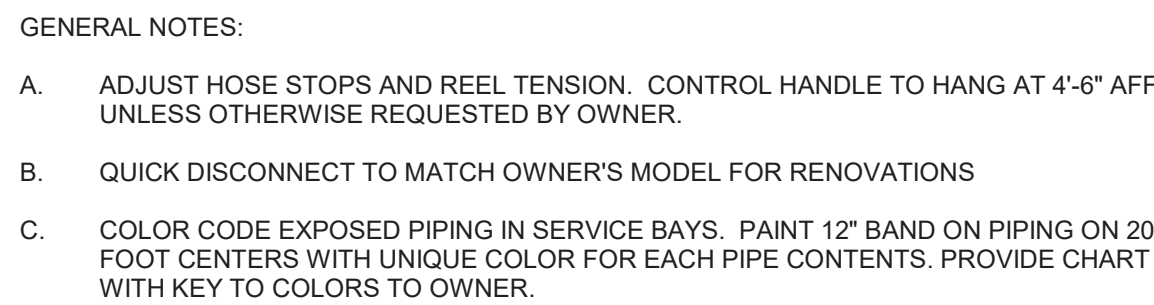 GENERAL NOTES:
A. ADJUST HOSE STOPS AND REEL TENSION. CONTROL HANDLE TO HANG AT 4'-6" AFF
UNLESS OTHERWISE REQUESTED BY OWNER.
B. QUICK DISCONNECT TO MATCH OWNER'S MODEL FOR RENOVATIONS
C. COLOR CODE EXPOSED PIPING IN SERVICE BAYS. PAINT 12" BAND ON PIPING ON 20
FOOT CENTERS WITH UNIQUE COLOR FOR EACH PIPE CONTENTS. PROVIDE CHART
WITH KEY TO COLORS TO OWNER.